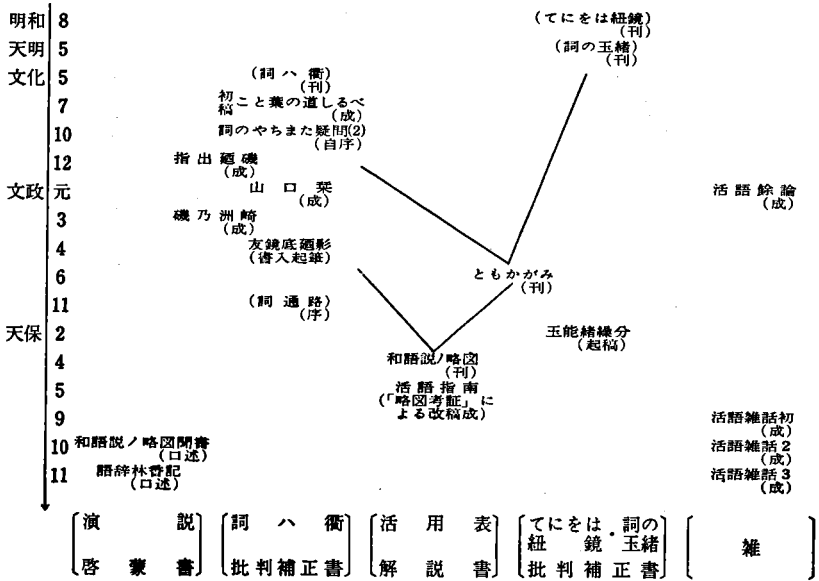 明和 8 (てにをは紐鏡)
(刊)
天明 5 (詞の玉緒)
(刊)
文化 5 (詞ハ衢)
(刊)
7 初稿 こと葉の道しるべ
(成)
10 詞のやちまた疑問(2)
(自序)
12 指出廼磯
(成)
文政 元 山口栞 活語餘論
(成) (成)
3 磯乃洲崎
(成)
4 友鏡底廼影
(書入起筆)
6 ともかがみ
(刊)
11 (詞通路)
(序)
天保 2 玉能緒繰分
(起稿)
4 和語説ノ略図
(刊)
5 活語指南
(「略図考証」に
よる改稿成)
9 活語雑話初
(成)
10 和語説ノ略図聞書 活語雑話2
(口述) (成)
11 語辞林番記 活語雑話3
(口述) (成)
演説 詞ハ衢 活用表 てにをは・詞の
紐鏡 玉緒
雑
啓蒙書 批判補正書 解説書 批判補正書